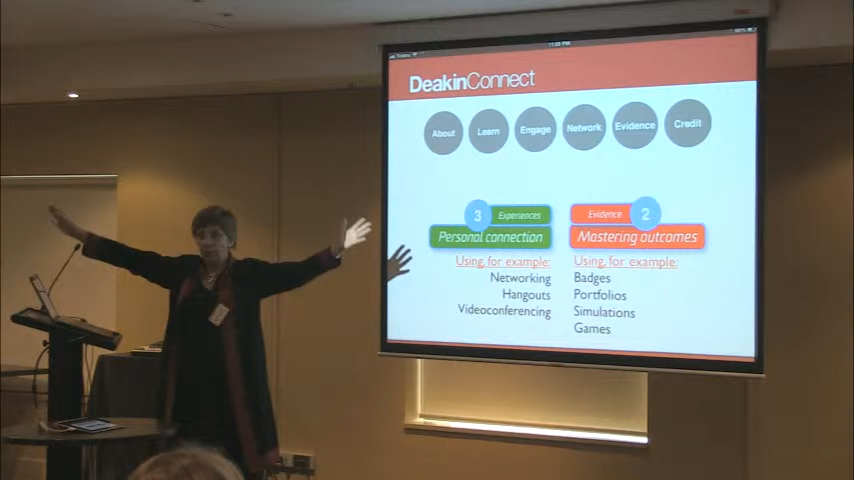 DeakinConnect
About
Learn
Engage
Network
Evidence
Credit
3
Experiences
Personal connection
Using, for example:
Networking
Hangouts
Videoconferencing
Evidence
2
Mastering outcomes
Using, for example:
Badges
Portfolios
Simulations
Games